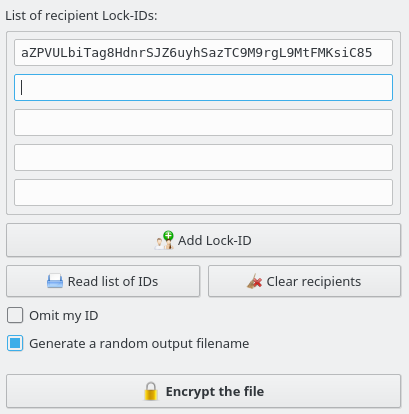 List of recipient Lock-IDs:
aZPVULbiTag8HdnrSJZ6uyhSazTC9M9rgL9MtFMKsiC85
Add Lock-ID
Read list of IDs
Clear recipients
Omit my ID
Generate a random output filename
Encrypt the file